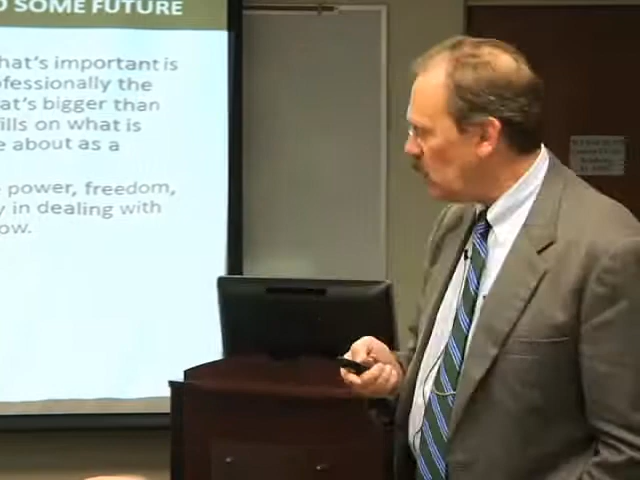 O SOME FUTURE
hat's important is
ofessionally the
at's bigger than
ills on what is
e about as a
power, freedom,
y in dealing with
ow.